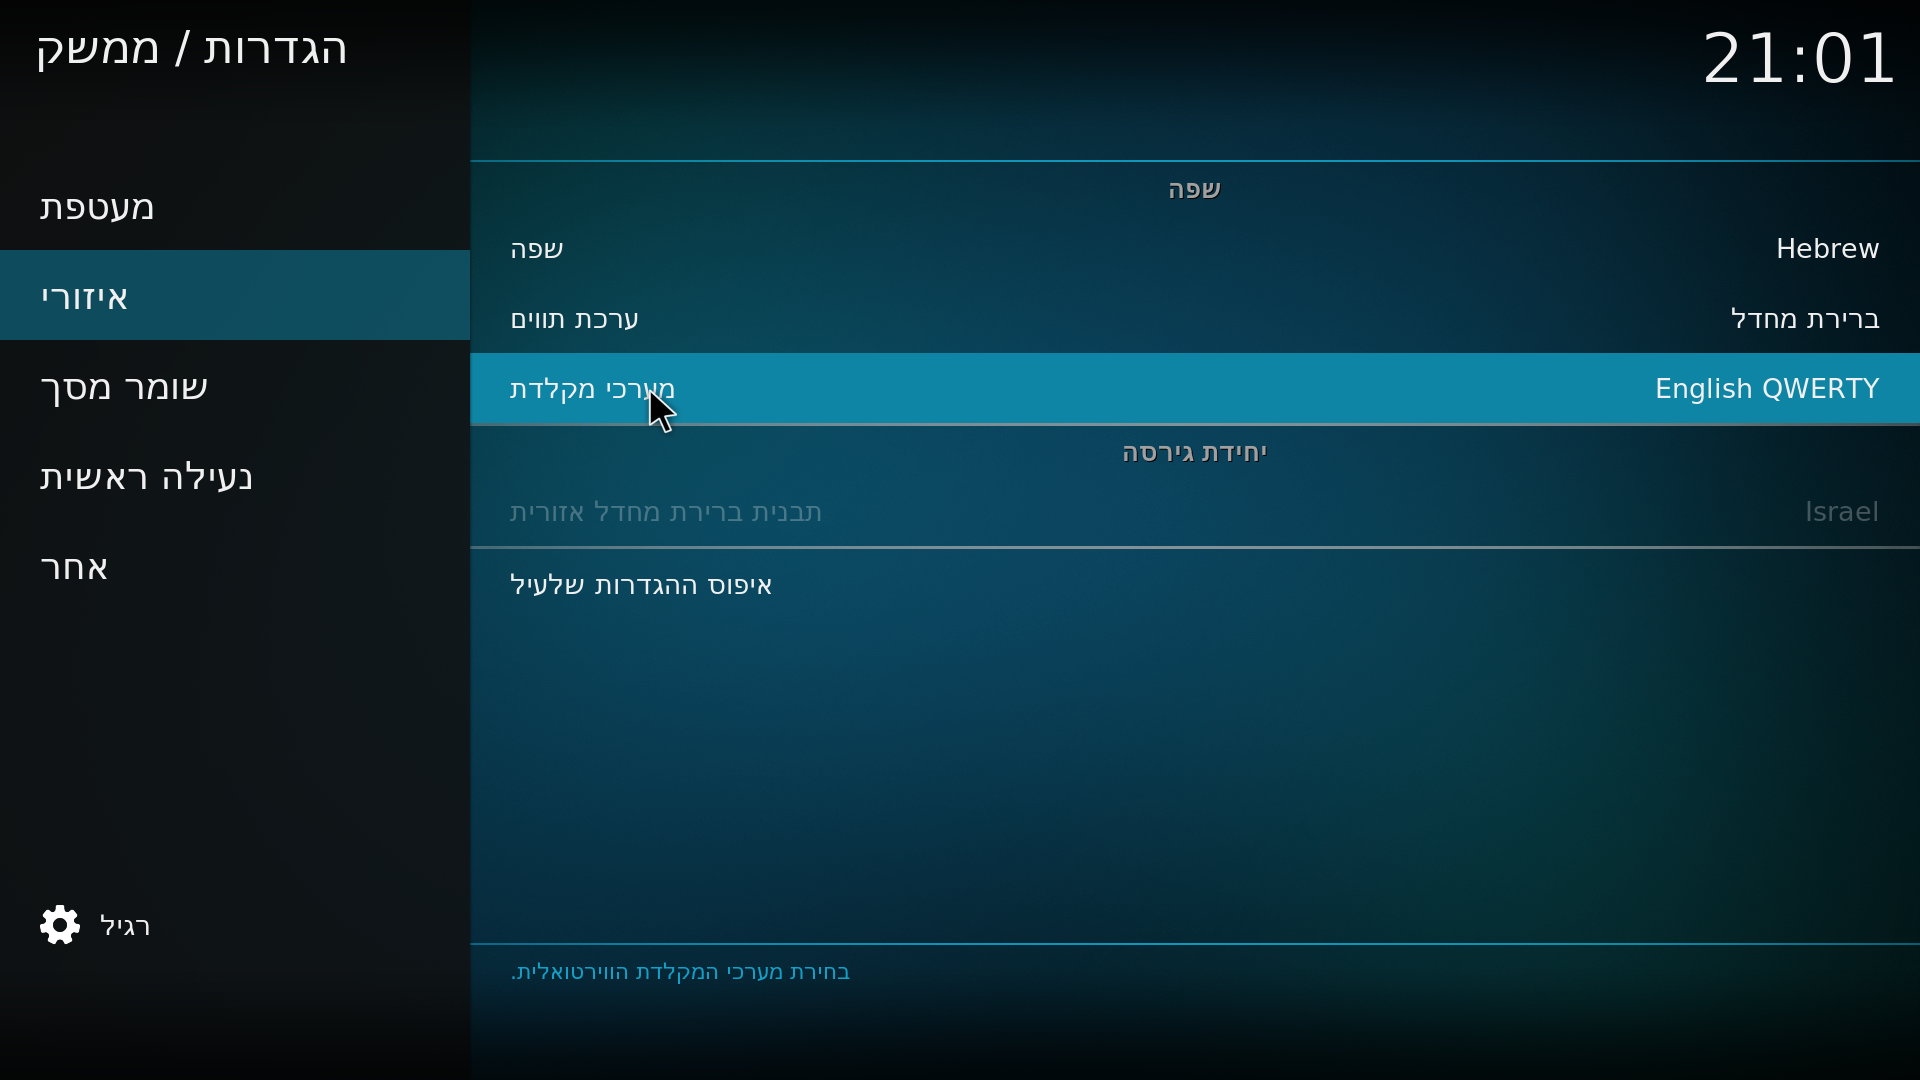 הגדרות / ממשק
21:01
מעטפת
איזורי
שומר מסך
נעילה ראשית
אחר
רגיל
שפה
שפה
Hebrew
ערכת תווים
ברירת מחדל
מערכי מקלדת
English QWERTY
יחידת גירסה
תבנית ברירת מחדל אזורית
Israel
איפוס ההגדרות שלעיל
בחירת מערכי המקלדת הווירטואלית.